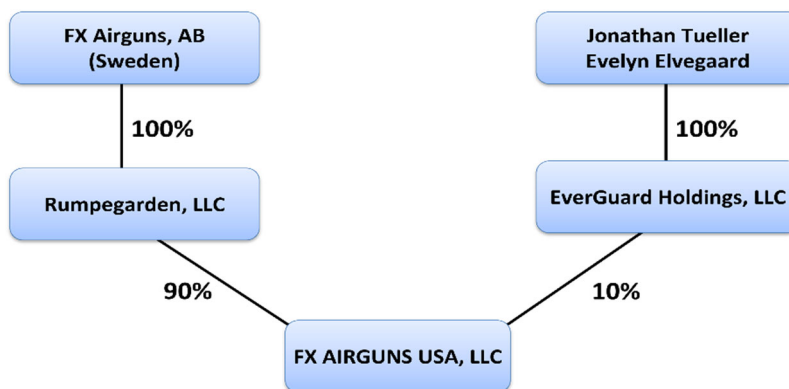 FX Airguns, AB
(Sweden)
Jonathan Tueller
Evelyn Elvegaard
100%
100%
Rumpegarden, LLC
EverGuard Holdings, LLC
90%
10%
FX AIRGUNS USA, LLC